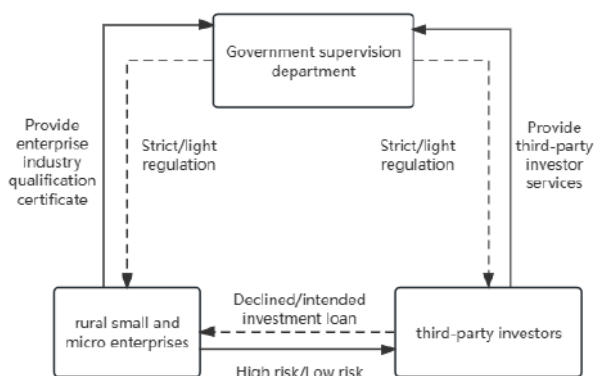 Government supervision
department
Provide
enterprise
industry
qualification
certificate
Strict/light
regulation
Strict/light
regulation
Provide
third-party
investor
services
Declined/intended
investment loan
rural small and
micro enterprises
third-party investors
High risk/Low risk